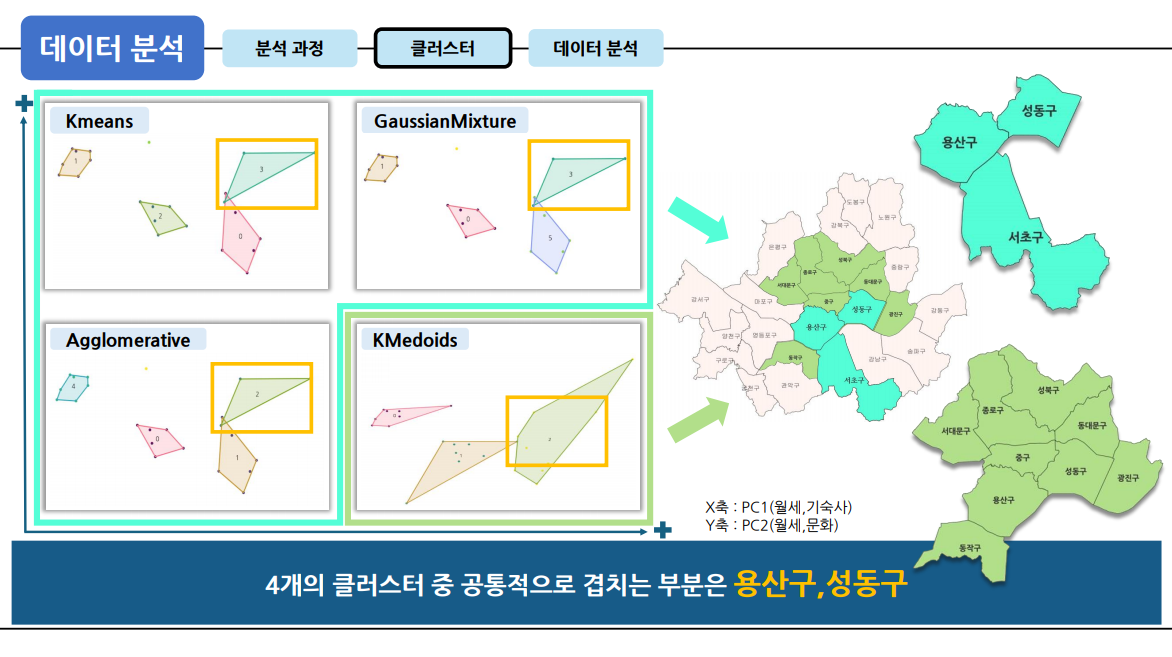 데이터 분석
분석 과정
클러스터
데이터 분석
Kmeans
1
2
3
0
GaussianMixture
1
0
3
5
Agglomerative
4
0
2
1
KMedoids
0
1
2
도봉구
강북구
노원구
은평구
성북구
종로구
중랑구
서대문구
동대문구
강서구
마포구
중구
성동구
광진구
강동구
용산구
양천구
영등포구
동작구
강남구
송파구
구로구
서초구
금천구
관악구
성동구
용산구
서초구
성북구
종로구
서대문구
동대문구
중구
성동구
광진구
용산구
동작구
X축 : PC1(월세,기숙사)
Y축 : PC2(월세,문화)
4개의 클러스터 중 공통적으로 겹치는 부분은 용산구,성동구